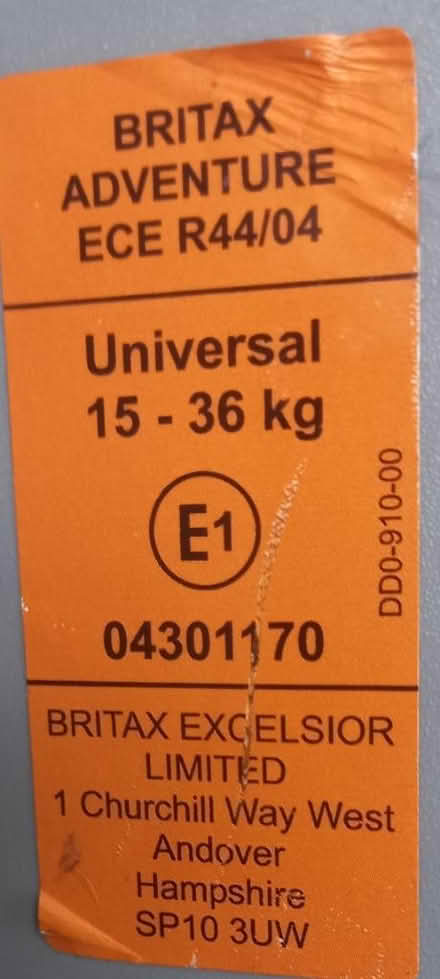 BRITAX
ADVENTURE
ECE R44/04
Universal
15 - 36 kg
E1
04301170
DD0-910-00
BRITAX EXCELSIOR
LIMITED
1 Churchill Way West
Andover
Hampshire
SP10 3UW